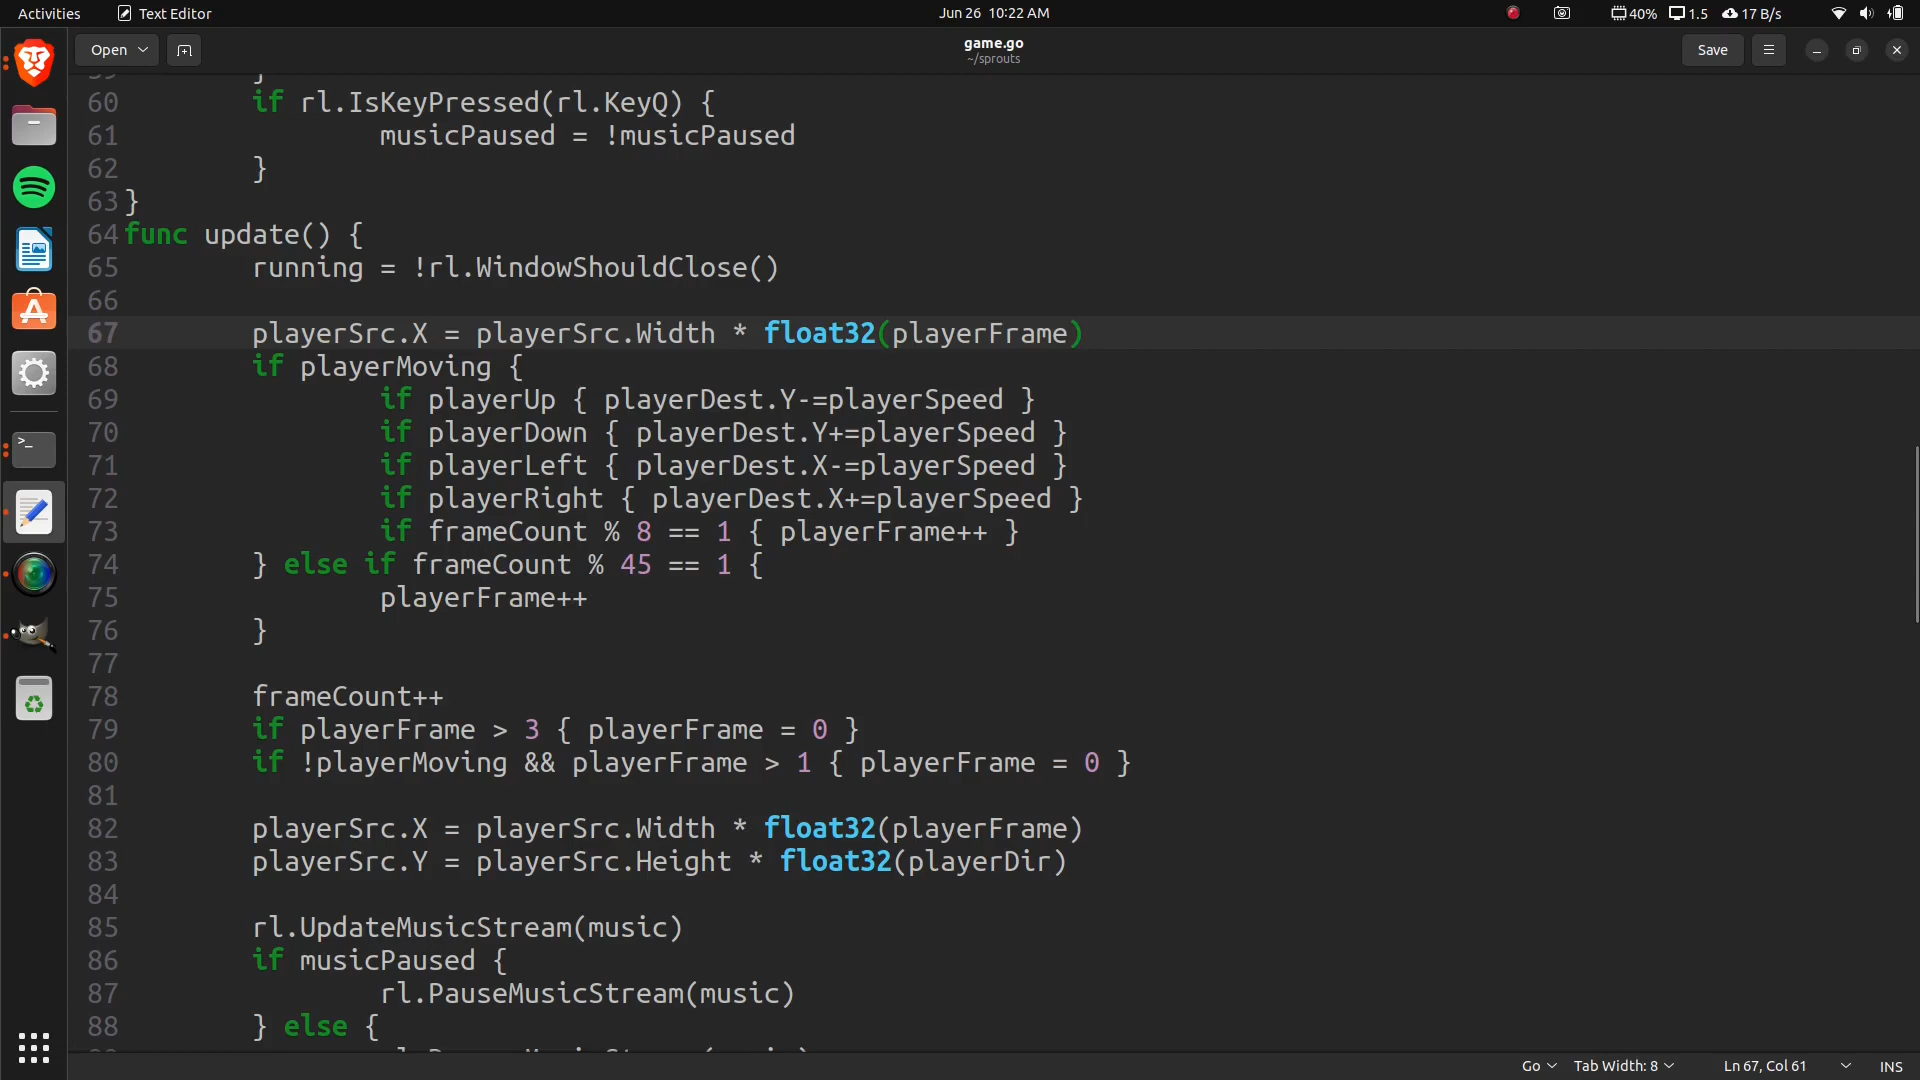 Activities Text Editor Jun 26 10:22 AM 40% 1.5 17 B/s
Open game.go Save
~/sprouts
60 if rl.IsKeyPressed(rl.KeyQ) {
61 musicPaused = !musicPaused
62 }
63 }
64 func update() {
65 running = !rl.WindowShouldClose()
66
67 playerSrc.X = playerSrc.Width * float32(playerFrame)
68 if playerMoving {
69 if playerUp { playerDest.Y-=playerSpeed }
70 if playerDown { playerDest.Y+=playerSpeed }
71 if playerLeft { playerDest.X-=playerSpeed }
72 if playerRight { playerDest.X+=playerSpeed }
73 if frameCount % 8 == 1 { playerFrame++ }
74 } else if frameCount % 45 == 1 {
75 playerFrame++
76 }
77
78 frameCount++
79 if playerFrame > 3 { playerFrame = 0 }
80 if !playerMoving && playerFrame > 1 { playerFrame = 0 }
81
82 playerSrc.X = playerSrc.Width * float32(playerFrame)
83 playerSrc.Y = playerSrc.Height * float32(playerDir)
84
85 rl.UpdateMusicStream(music)
86 if musicPaused {
87 rl.PauseMusicStream(music)
88 } else {
Go Tab Width: 8 Ln 67, Col 61 INS